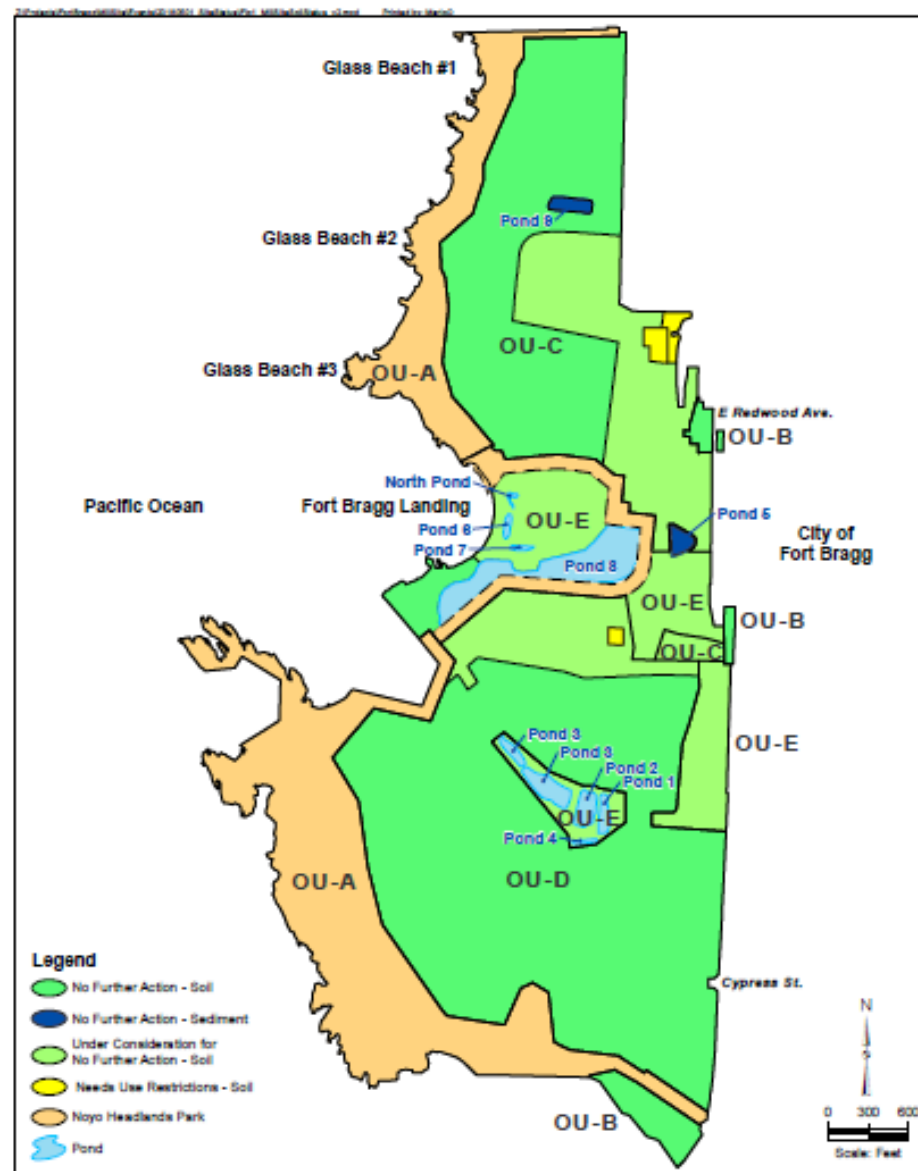 Glass Beach #1
Pond 9
Glass Beach #2
OU-C
Glass Beach #3
OU-A
E Redwood Ave.
OU-B
North Pond
Pacific Ocean
Fort Bragg Landing
OU-E
Pond 5
Pond 6
City of
Fort Bragg
Pond 7
Pond 8
OU-E
OU-B
OU-C
Pond 3
OU-E
Pond 3
Pond 2
Pond 1
OU-E
Pond 4
OU-A
OU-D
Legend
No Further Action - Soil
Cypress St.
No Further Action - Sediment
N
Under Consideration for
No Further Action - Soil
Needs Use Restrictions - Soil
Noyo Headlands Park
0 300 600
Pond
OU-B
Scale: Feet